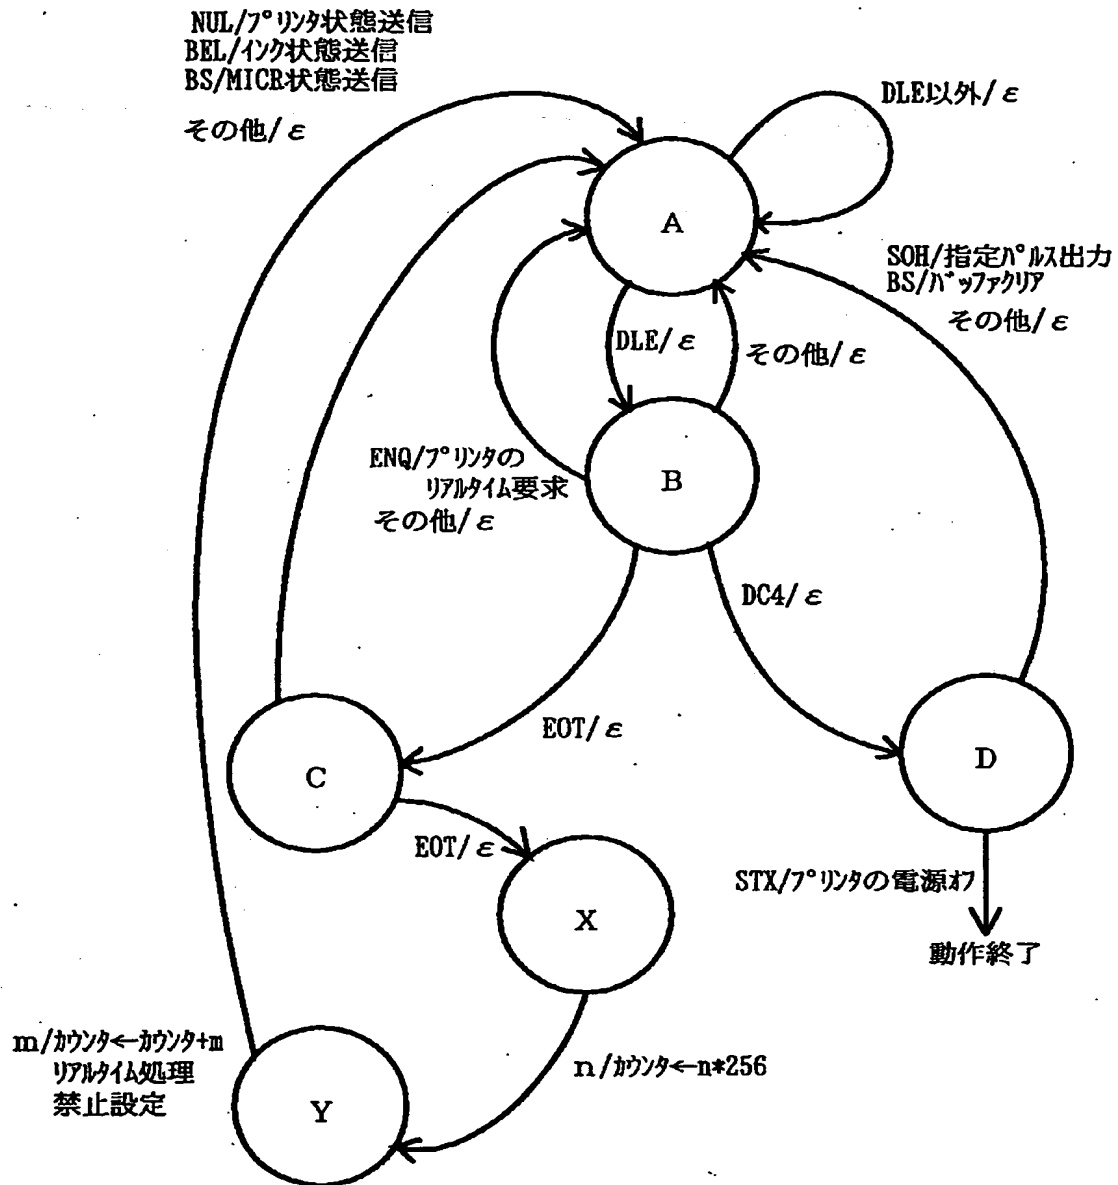 NUL/プリンタ状態送信
BEL/インク状態送信
BS/MICR状態送信
その他/ε
DLE以外/ε
A
SOH/指定パルス出力
BS/バッファクリア
その他/ε
DLE/ε
その他/ε
ENQ/プリンタの
リアルタイム要求
その他/ε
B
DC4/ε
EOT/ε
C
D
EOT/ε
STX/プリンタの電源オフ
X
動作終了
m/カウンタ←カウンタ+m
リアルタイム処理
禁止設定
n/カウンタ←n*256
Y